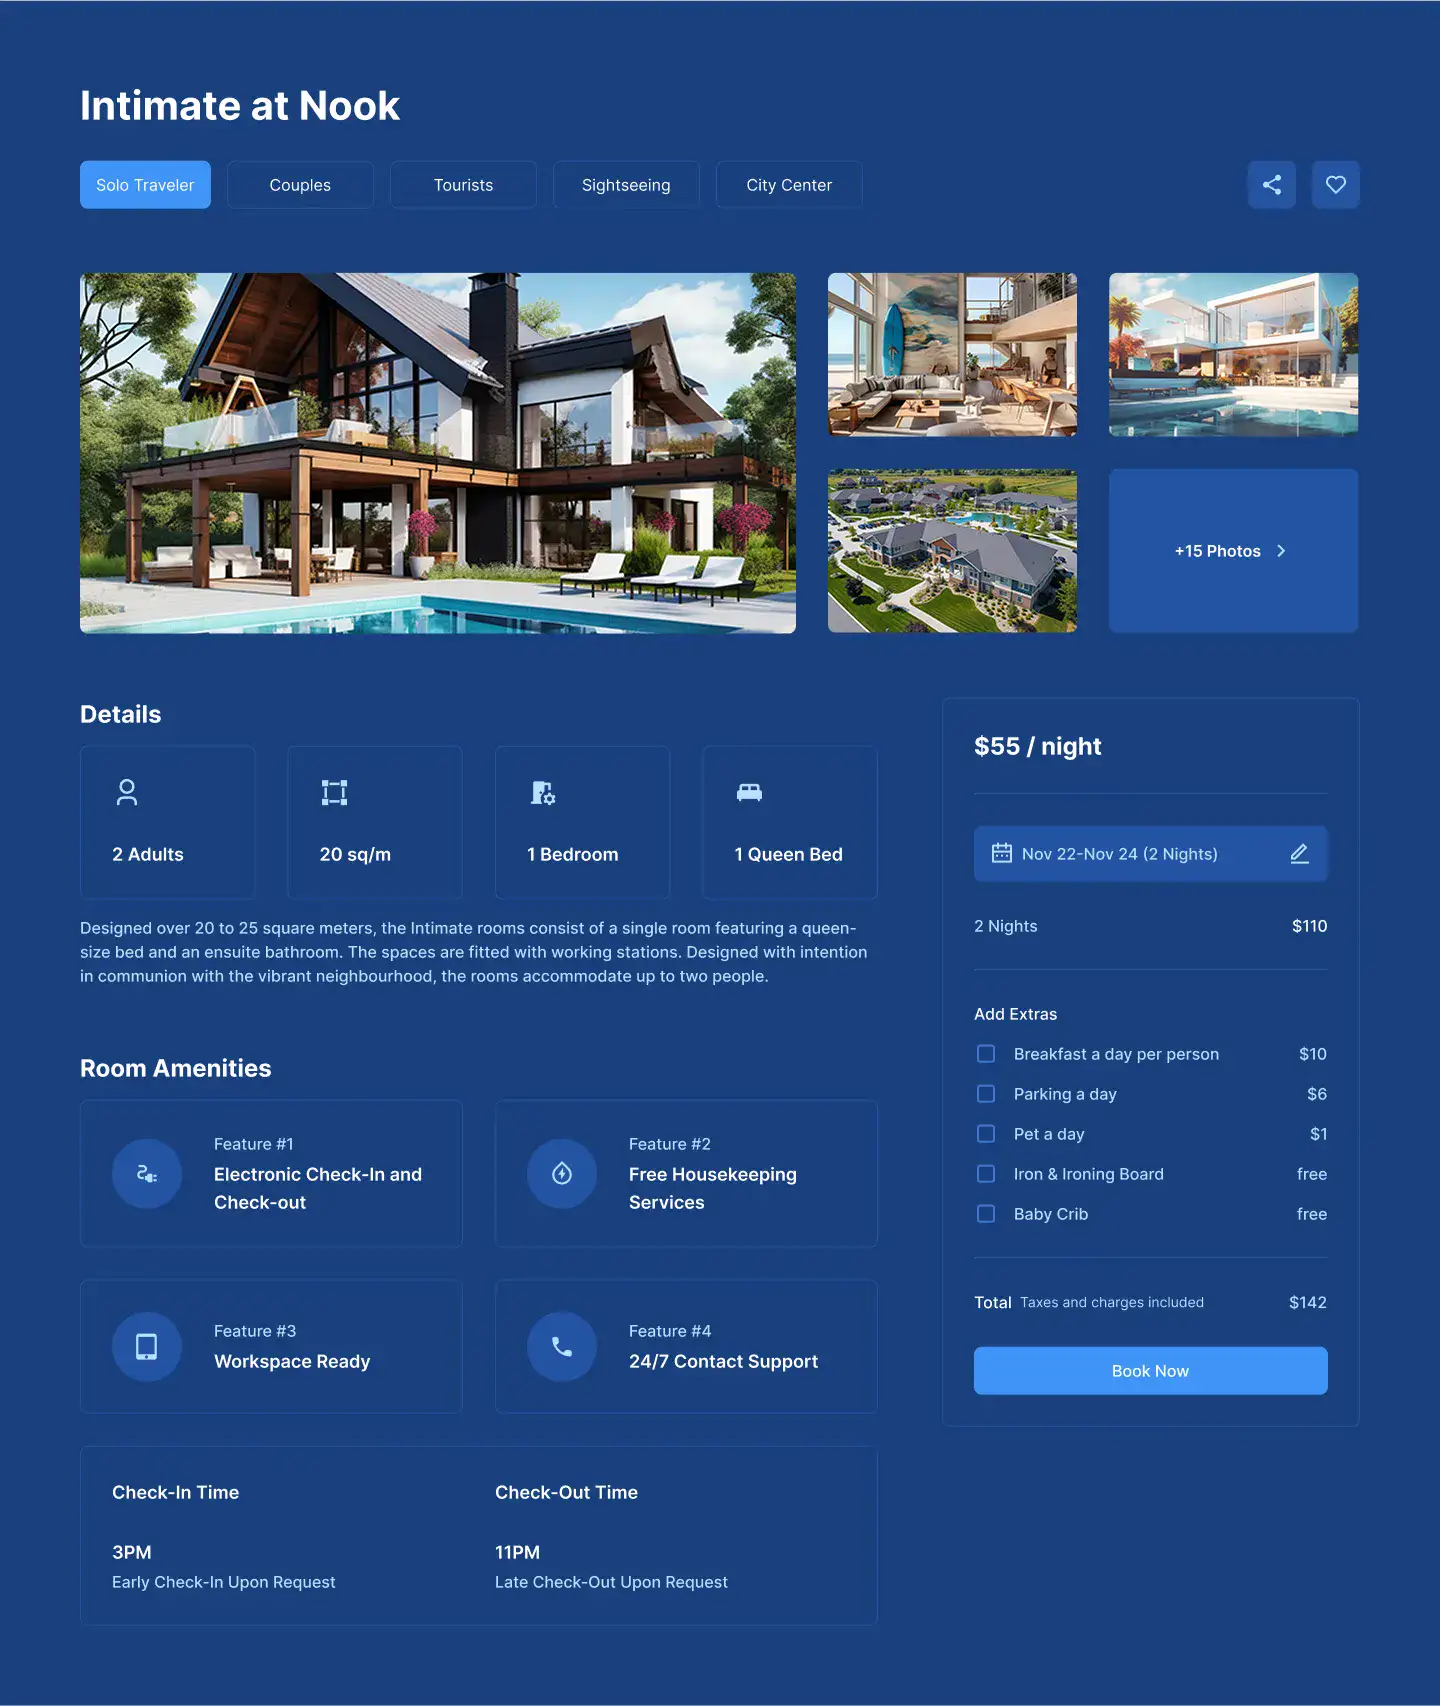 Intimate at Nook
Solo Traveler
Couples
Tourists
Sightseeing
City Center
+15 Photos
Details
2 Adults
20 sq/m
1 Bedroom
1 Queen Bed
Designed over 20 to 25 square meters, the Intimate rooms consist of a single room featuring a queen-
size bed and an ensuite bathroom. The spaces are fitted with working stations. Designed with intention
in communion with the vibrant neighbourhood, the rooms accommodate up to two people.
Room Amenities
Feature #1
Electronic Check-In and
Check-out
Feature #2
Free Housekeeping
Services
Feature #3
Workspace Ready
Feature #4
24/7 Contact Support
Check-In Time
3PM
Early Check-In Upon Request
Check-Out Time
11PM
Late Check-Out Upon Request
$55 / night
Nov 22-Nov 24 (2 Nights)
2 Nights $110
Add Extras
Breakfast a day per person $10
Parking a day $6
Pet a day $1
Iron & Ironing Board free
Baby Crib free
Total Taxes and charges included $142
Book Now